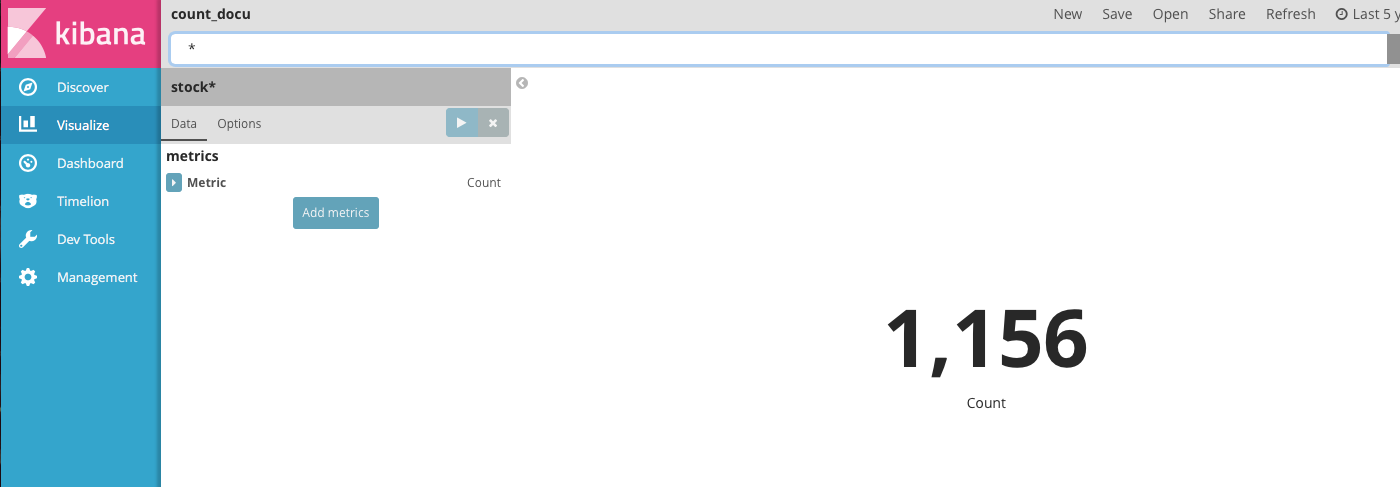 kibana
Discover
Visualize
Dashboard
Timelion
Dev Tools
Management
count_docu
New Save Open Share Refresh Last 5 y
*
stock*
Data Options
metrics
Metric Count
Add metrics
1,156
Count